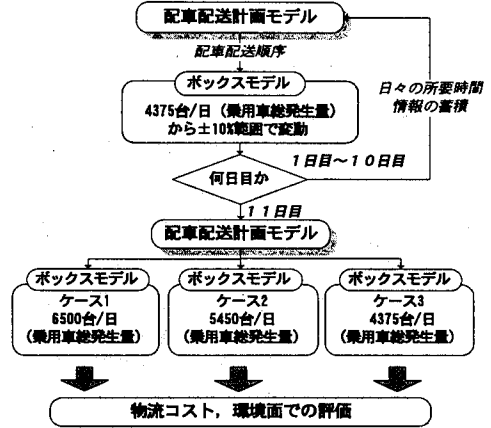 配車配送計画モデル
配車配送順序
ボックスモデル
4375台/日（乗用車総発生量）
から±10%範囲で変動
日々の所要時間
情報の蓄積
1日目～10日目
何日目か
11日目
配車配送計画モデル
ボックスモデル
ケース1
6500台/日
(乗用車総発生量)
ボックスモデル
ケース2
5450台/日
(乗用車総発生量)
ボックスモデル
ケース3
4375台/日
(乗用車総発生量)
物流コスト，環境面での評価